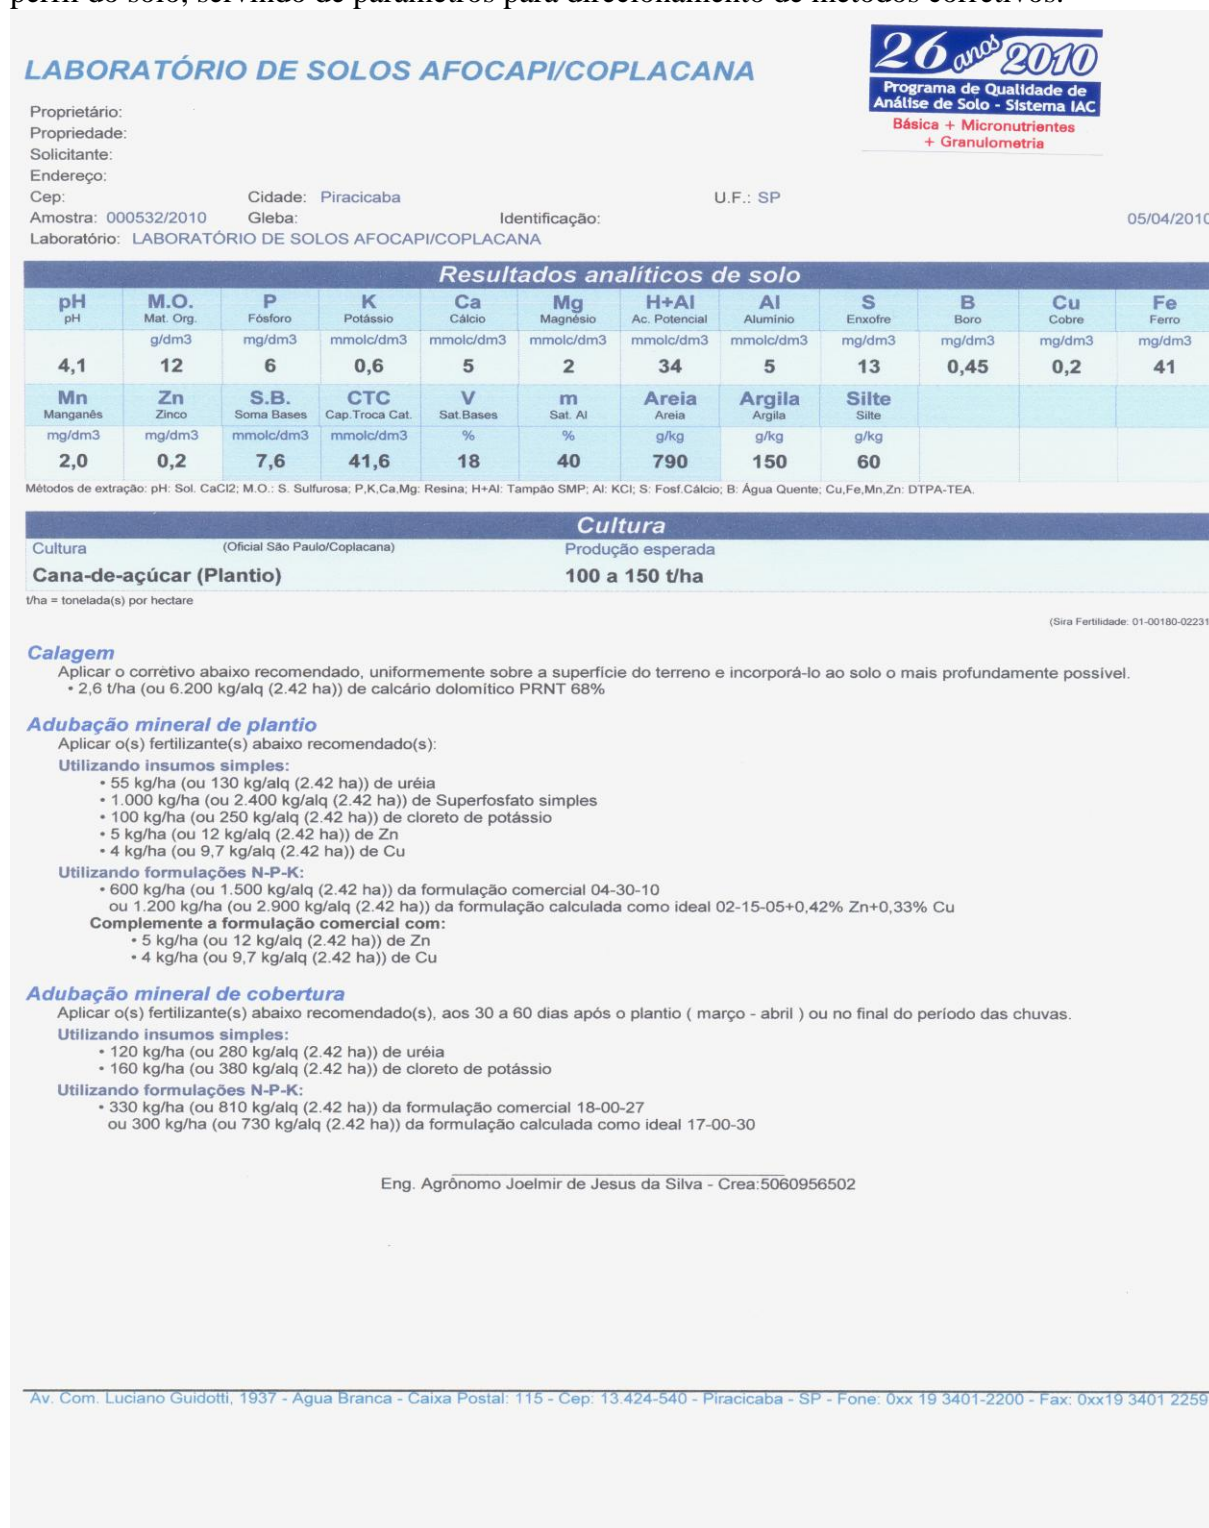 perfil do solo, servindo de parâmetros para direcionamento de métodos corretivos.
26 anos 2010
Programa de Qualidade de
Análise de Solo - Sistema IAC
Básica + Micronutrientes
+ Granulometria
LABORATÓRIO DE SOLOS AFOCAPI/COPLACANA
Proprietário:
Propriedade:
Solicitante:
Endereço:
Cep: Cidade: Piracicaba U.F.: SP
Amostra: 000532/2010 Gleba: Identificação: 05/04/2010
Laboratório: LABORATÓRIO DE SOLOS AFOCAPI/COPLACANA
Resultados analíticos de solo
pH M.O. P K Ca Mg H+Al Al S B Cu Fe
pH Mat. Org. Fósforo Potássio Cálcio Magnésio Ac. Potencial Alumínio Enxofre Boro Cobre Ferro
g/dm3 mg/dm3 mmolc/dm3 mmolc/dm3 mmolc/dm3 mmolc/dm3 mmolc/dm3 mg/dm3 mg/dm3 mg/dm3 mg/dm3
4,1 12 6 0,6 5 2 34 5 13 0,45 0,2 41
Mn Zn S.B. CTC V m Areia Argila Silte
Manganês Zinco Soma Bases Cap.Troca Cat. Sat.Bases Sat. Al Areia Argila Silte
mg/dm3 mg/dm3 mmolc/dm3 mmolc/dm3 % % g/kg g/kg g/kg
2,0 0,2 7,6 41,6 18 40 790 150 60
Métodos de extração: pH: Sol. CaCl2; M.O.: S. Sulfurosa; P,K,Ca,Mg: Resina; H+Al: Tampão SMP; Al: KCl; S: Fosf.Cálcio; B: Água Quente; Cu,Fe,Mn,Zn: DTPA-TEA.
Cultura
Cultura (Oficial São Paulo/Coplacana) Produção esperada
Cana-de-açúcar (Plantio) 100 a 150 t/ha
t/ha = tonelada(s) por hectare
(Sira Fertilidade: 01-00180-02231
Calagem
Aplicar o corretivo abaixo recomendado, uniformemente sobre a superfície do terreno e incorporá-lo ao solo o mais profundamente possível.
• 2,6 t/ha (ou 6.200 kg/alq (2.42 ha)) de calcário dolomítico PRNT 68%
Adubação mineral de plantio
Aplicar o(s) fertilizante(s) abaixo recomendado(s):
Utilizando insumos simples:
• 55 kg/ha (ou 130 kg/alq (2.42 ha)) de uréia
• 1.000 kg/ha (ou 2.400 kg/alq (2.42 ha)) de Superfosfato simples
• 100 kg/ha (ou 250 kg/alq (2.42 ha)) de cloreto de potássio
• 5 kg/ha (ou 12 kg/alq (2.42 ha)) de Zn
• 4 kg/ha (ou 9,7 kg/alq (2.42 ha)) de Cu
Utilizando formulações N-P-K:
• 600 kg/ha (ou 1.500 kg/alq (2.42 ha)) da formulação comercial 04-30-10
ou 1.200 kg/ha (ou 2.900 kg/alq (2.42 ha)) da formulação calculada como ideal 02-15-05+0,42% Zn+0,33% Cu
Complemente a formulação comercial com:
• 5 kg/ha (ou 12 kg/alq (2.42 ha)) de Zn
• 4 kg/ha (ou 9,7 kg/alq (2.42 ha)) de Cu
Adubação mineral de cobertura
Aplicar o(s) fertilizante(s) abaixo recomendado(s), aos 30 a 60 dias após o plantio ( março - abril ) ou no final do período das chuvas.
Utilizando insumos simples:
• 120 kg/ha (ou 280 kg/alq (2.42 ha)) de uréia
• 160 kg/ha (ou 380 kg/alq (2.42 ha)) de cloreto de potássio
Utilizando formulações N-P-K:
• 330 kg/ha (ou 810 kg/alq (2.42 ha)) da formulação comercial 18-00-27
ou 300 kg/ha (ou 730 kg/alq (2.42 ha)) da formulação calculada como ideal 17-00-30
Eng. Agrônomo Joelmir de Jesus da Silva - Crea:5060956502
Av. Com. Luciano Guidotti, 1937 - Agua Branca - Caixa Postal: 115 - Cep: 13.424-540 - Piracicaba - SP - Fone: 0xx 19 3401-2200 - Fax: 0xx19 3401 2259